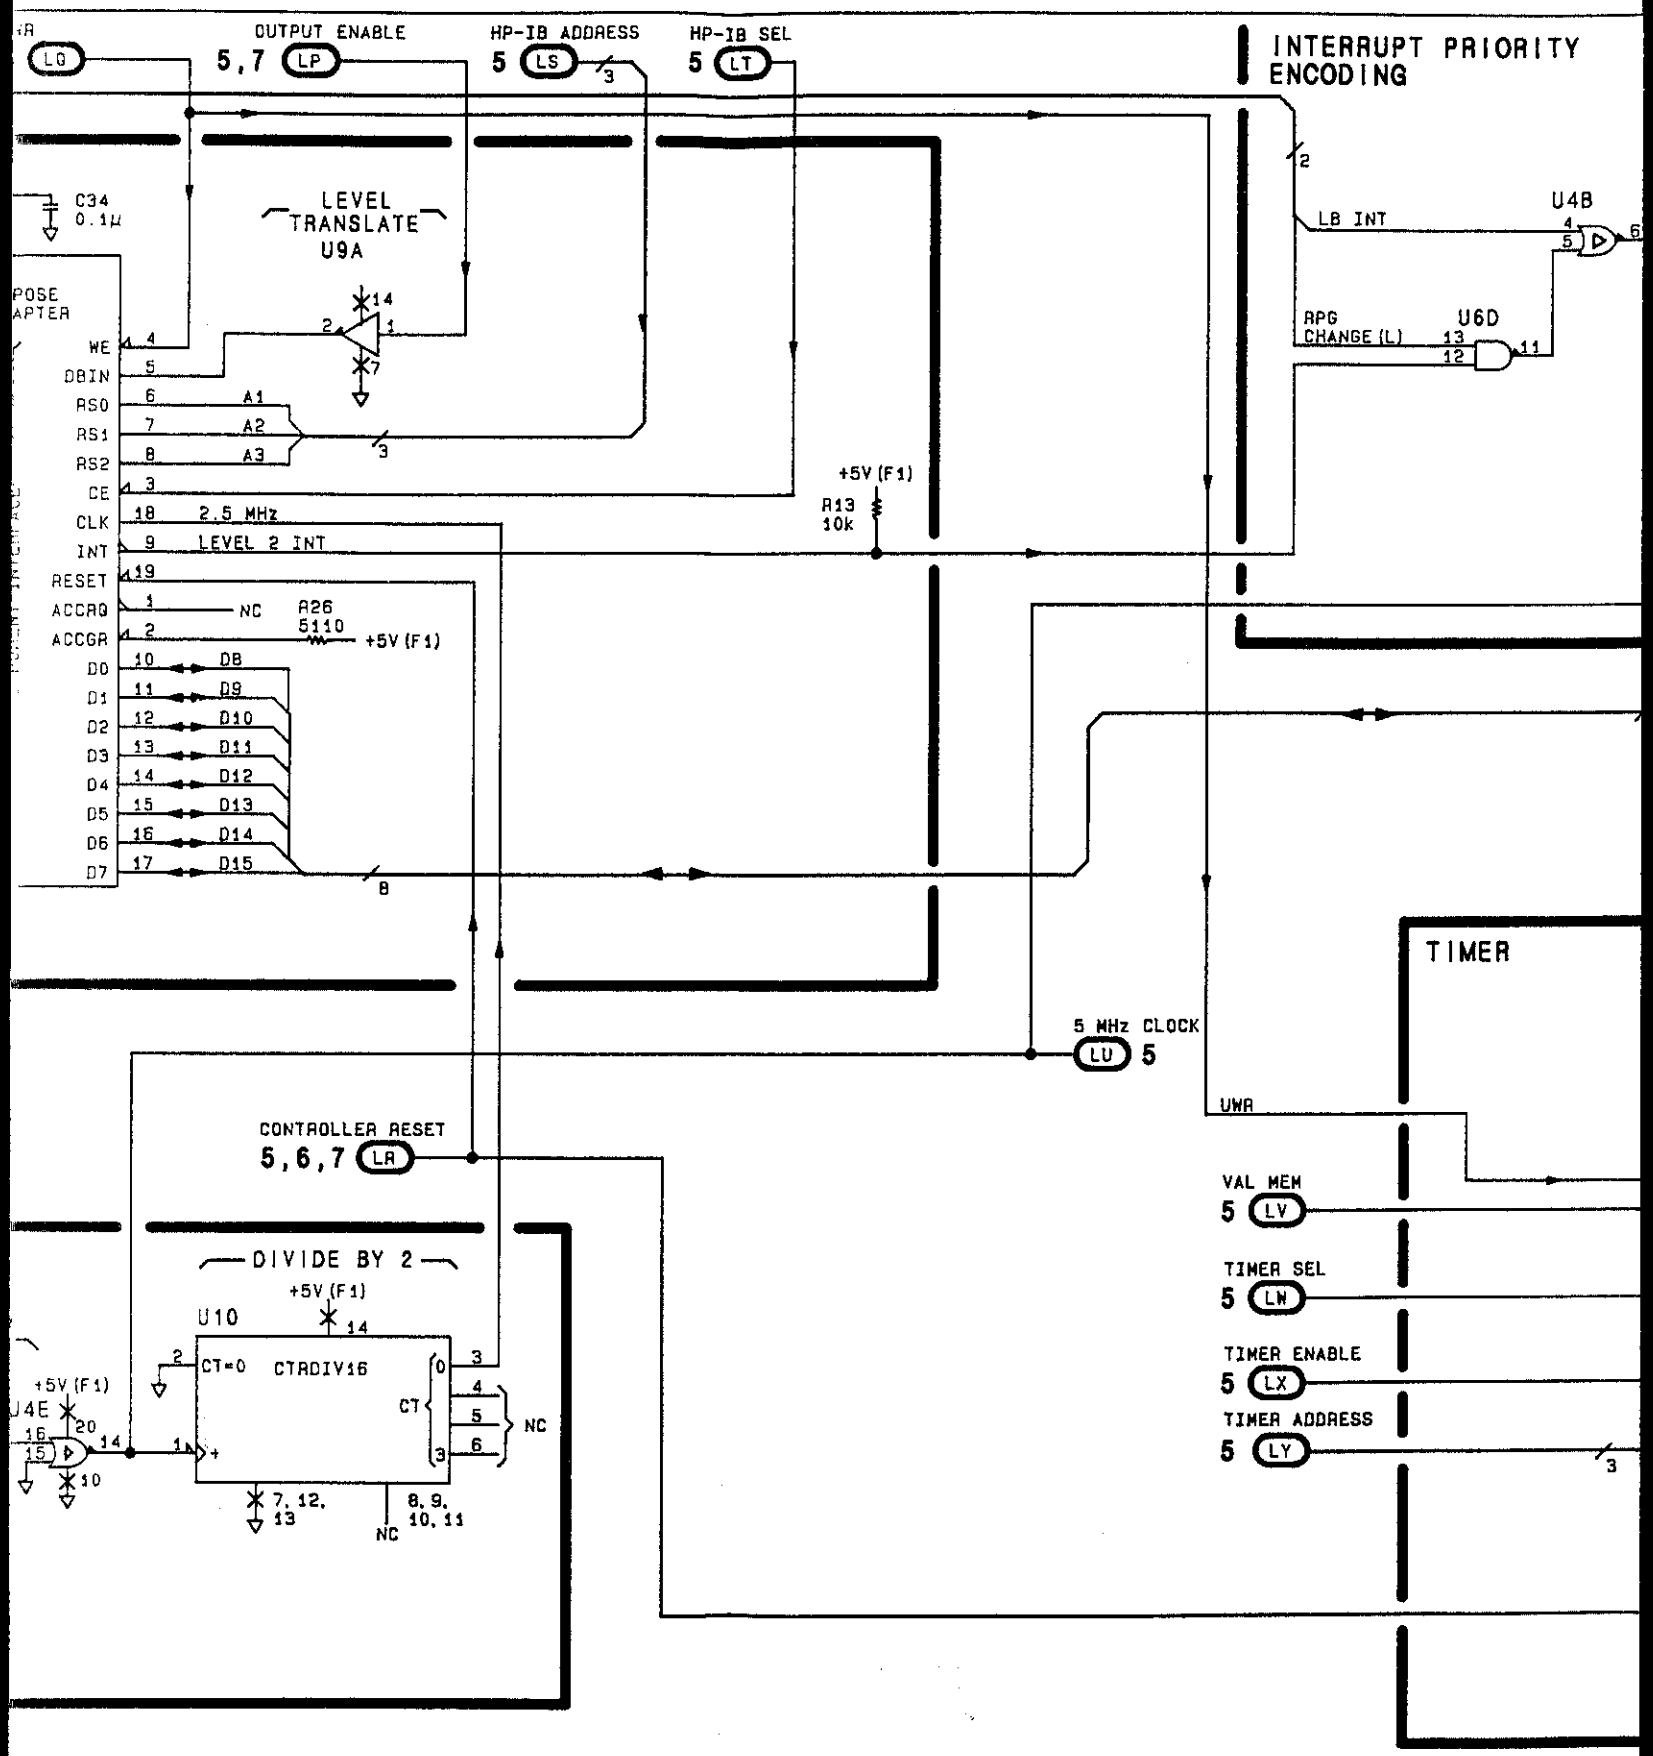 OUTPUT ENABLE
HP-IB ADDRESS
HP-IB SEL
LQ
5,7 LP
5 LS
3
5 LT
INTERRUPT PRIORITY
ENCODING
2
C34
0.1µ
LEVEL
TRANSLATE
U9A
14
2
1
7
LB INT
U4B
4
5
6
RPG
CHANGE(L)
U6D
13
12
11
POSE
APTER
WE 4
DBIN 5
RS0 6 A1
RS1 7 A2
RS2 8 A3
3
CE 3
CLK 18 2.5 MHz
INT 9 LEVEL 2 INT
RESET 19
ACCRQ 1 NC
ACCGR 2
R26
5110
+5V(F1)
+5V(F1)
R13
10k
D0 10 D8
D1 11 D9
D2 12 D10
D3 13 D11
D4 14 D12
D5 15 D13
D6 16 D14
D7 17 D15
8
TIMER
5 MHz CLOCK
LU 5
UWR
CONTROLLER RESET
5,6,7 LR
VAL MEM
5 LV
TIMER SEL
5 LW
TIMER ENABLE
5 LX
TIMER ADDRESS
5 LY
3
DIVIDE BY 2
+5V(F1)
U10
14
2 CT=0
CTRDIV16
0 3
4
CT
5
NC
3 6
1 +
+5V(F1)
U4E
20
16
15
14
10
7,12,
13
NC
8,9,
10,11